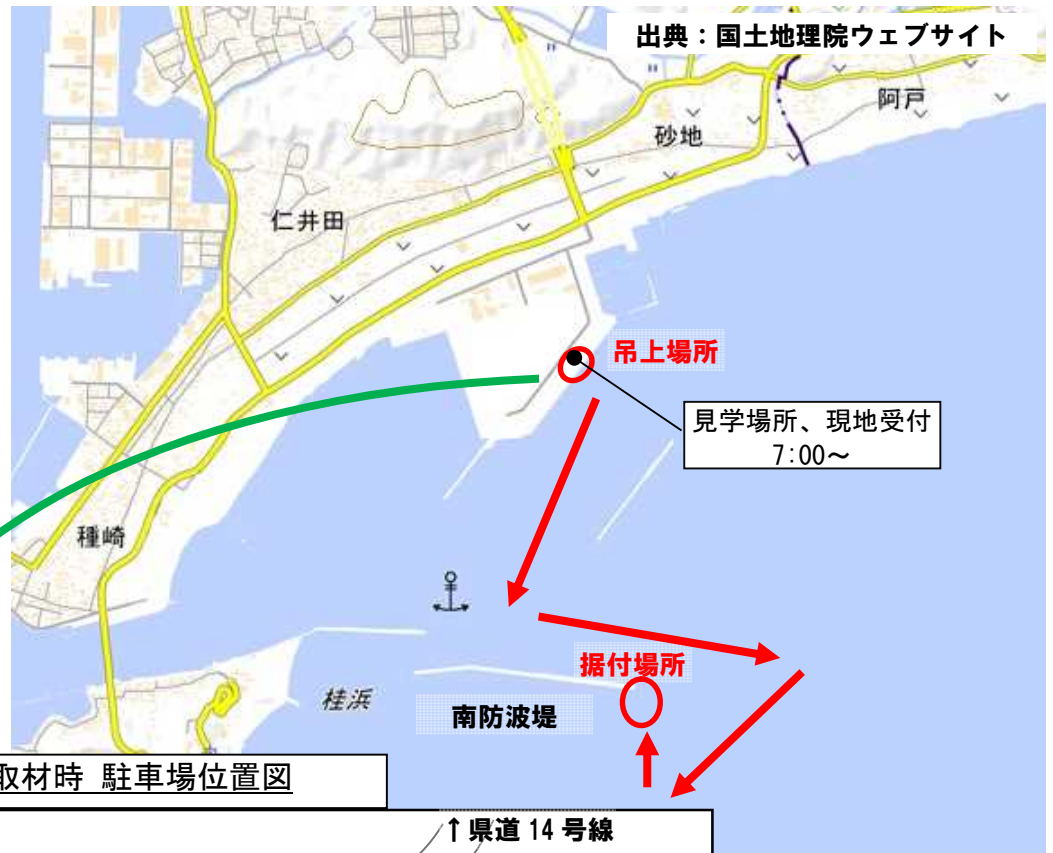 出典：国土地理院ウェブサイト
阿戸
砂地
仁井田
吊上場所
見学場所、現地受付
7:00～
種崎
据付場所
桂浜
南防波堤
取材時 駐車場位置図
↑県道 14 号線